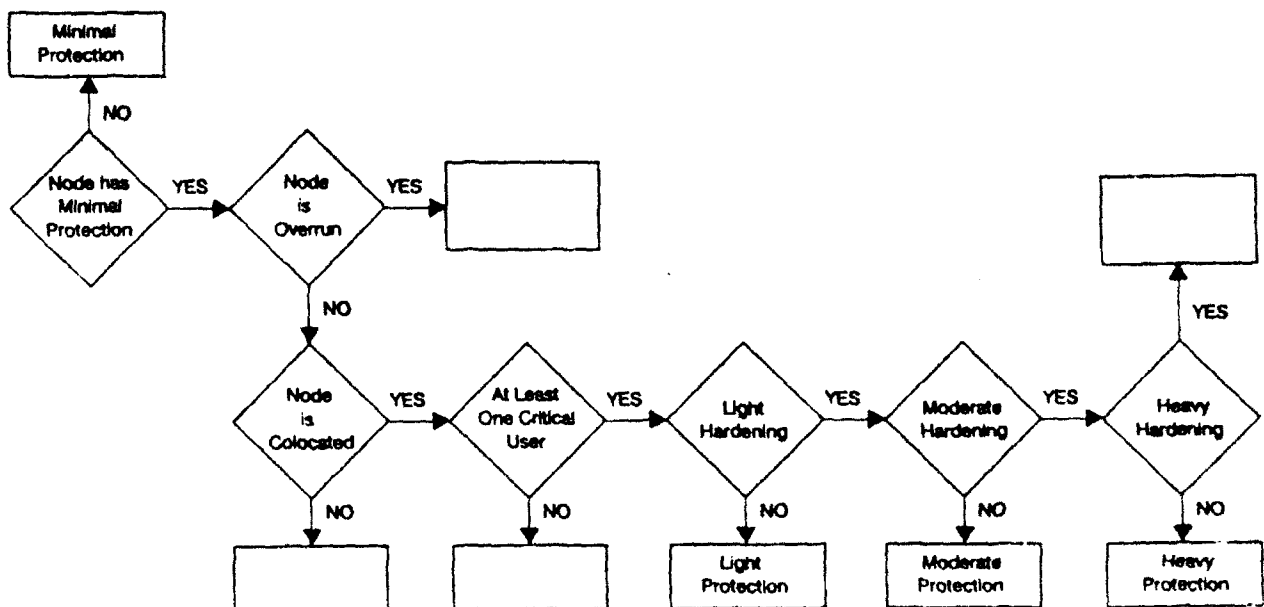 Minimal
Protection
NO
Node has
Minimal
Protection
YES
Node
is
Overrun
YES
NO
YES
Node
is
Colocated
YES
At Least
One Critical
User
YES
Light
Hardening
YES
Moderate
Hardening
YES
Heavy
Hardening
NO
NO
NO
NO
NO
Light
Protection
Moderate
Protection
Heavy
Protection